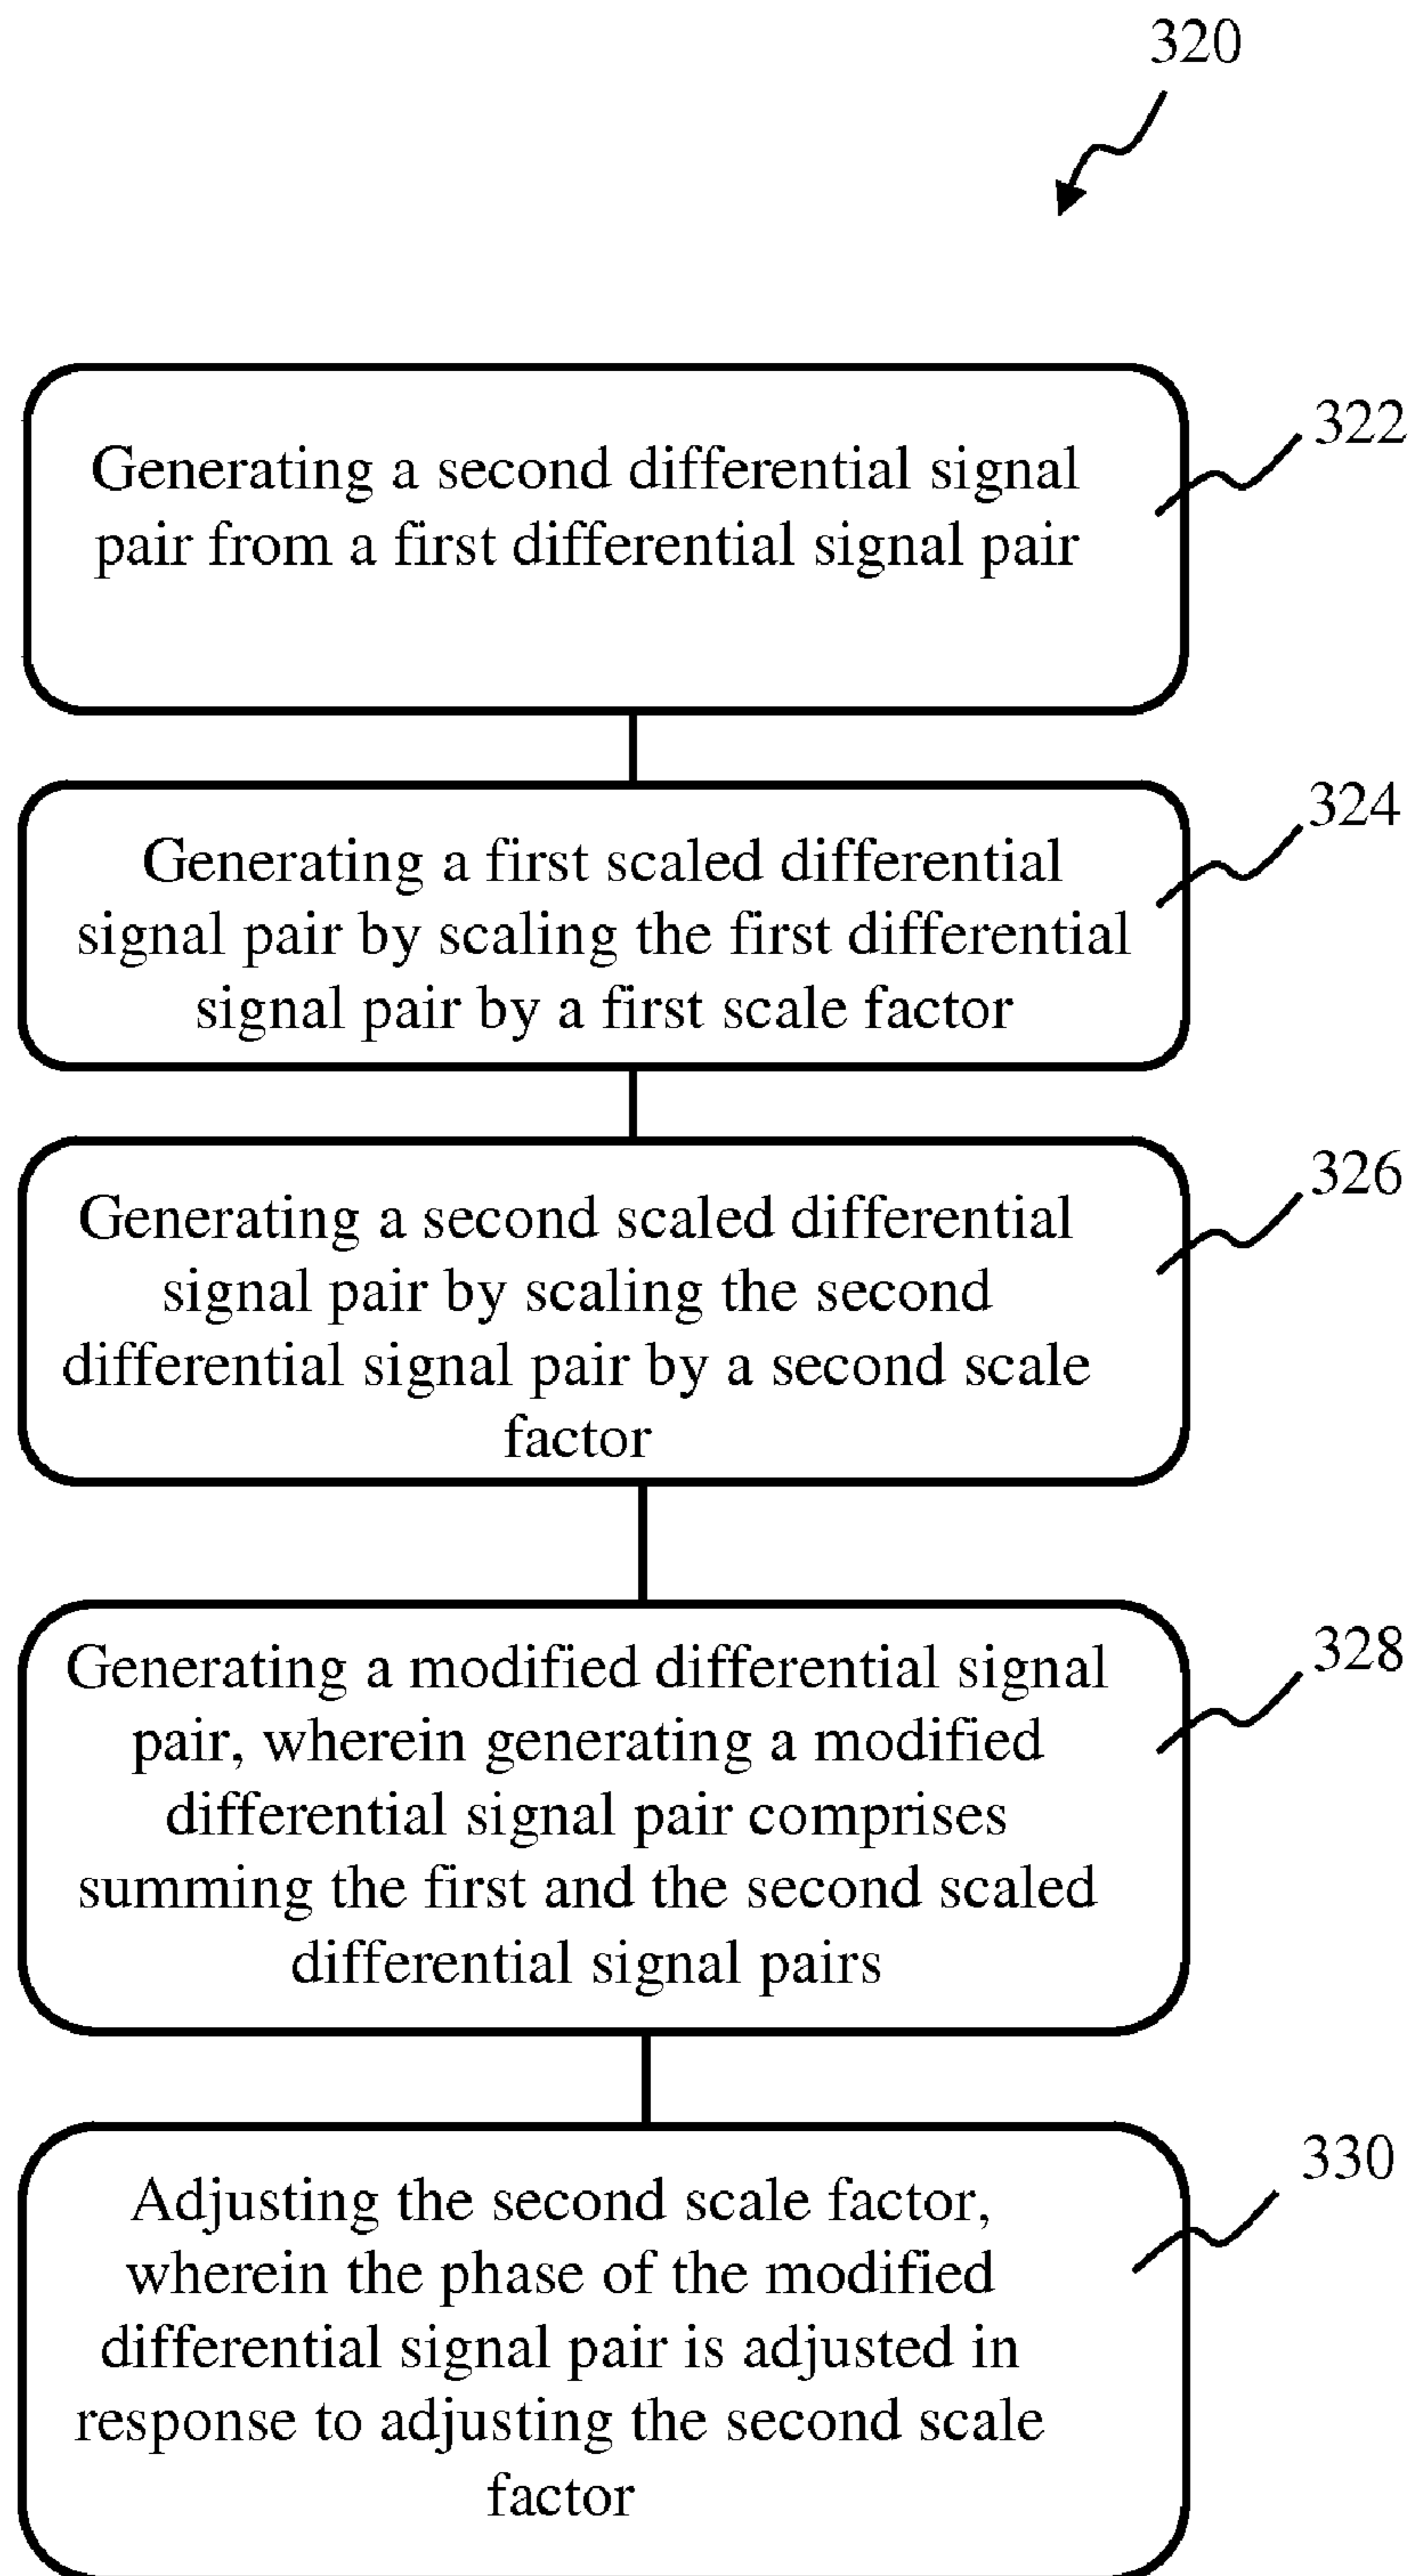 320
Generating a second differential signal
pair from a first differential signal pair
322
Generating a first scaled differential
signal pair by scaling the first differential
signal pair by a first scale factor
324
Generating a second scaled differential
signal pair by scaling the second
differential signal pair by a second scale
factor
326
Generating a modified differential signal
pair, wherein generating a modified
differential signal pair comprises
summing the first and the second scaled
differential signal pairs
328
Adjusting the second scale factor,
wherein the phase of the modified
differential signal pair is adjusted in
response to adjusting the second scale
factor
330